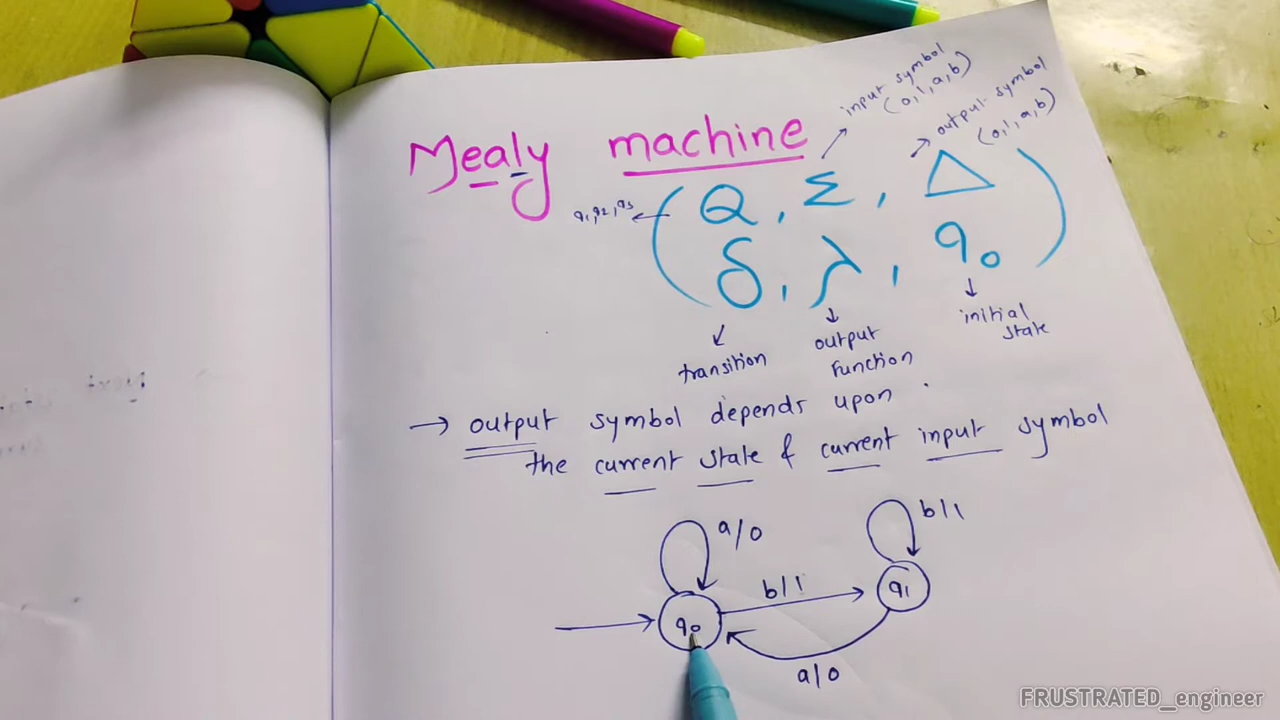 input symbol
(0,1,a,b)
output symbol
(0,1,a,b)
Mealy machine
q1,q2,q3 ← (Q, Σ, Δ
δ, λ, q0)
initial
state
transition
output
function
→ output symbol depends upon
the current state & current input symbol
a/0
b/1
b/1
q0
q1
a/0
FRUSTRATED_engineer